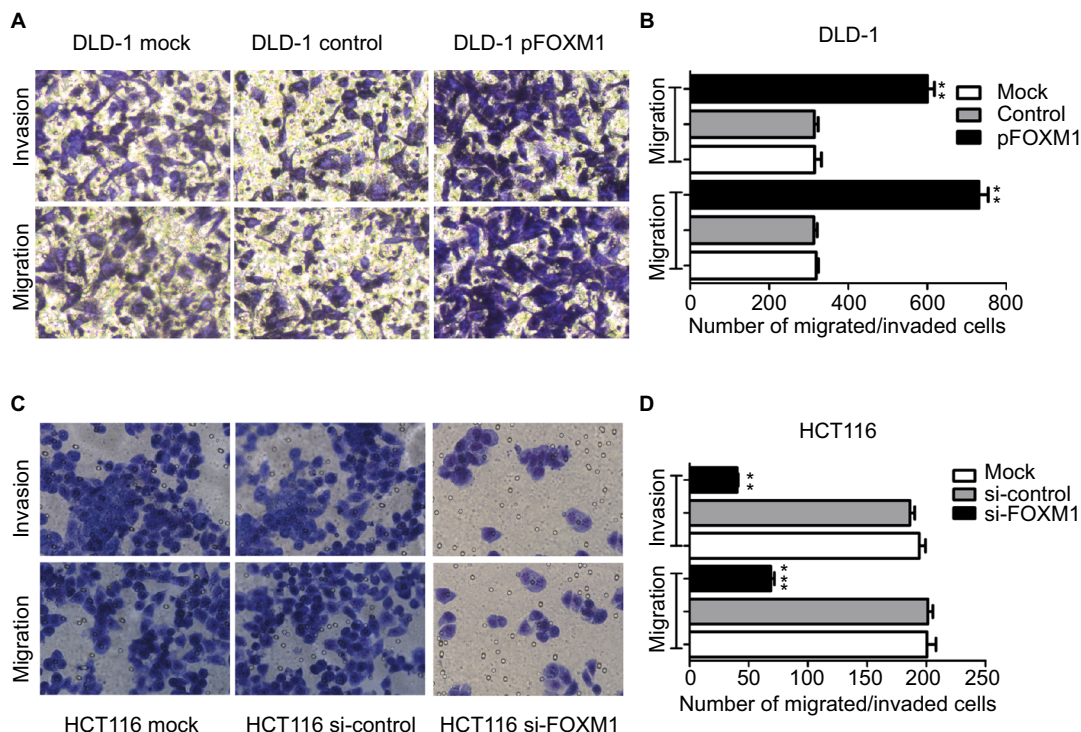 A
DLD-1 mock
DLD-1 control
DLD-1 pFOXM1
Invasion
Migration
B
DLD-1
Migration
Migration
**
**
Mock
Control
pFOXM1
0
200
400
600
800
Number of migrated/invaded cells
C
Invasion
Migration
HCT116 mock
HCT116 si-control
HCT116 si-FOXM1
D
HCT116
Invasion
Migration
**
***
Mock
si-control
si-FOXM1
0
50
100
150
200
250
Number of migrated/invaded cells